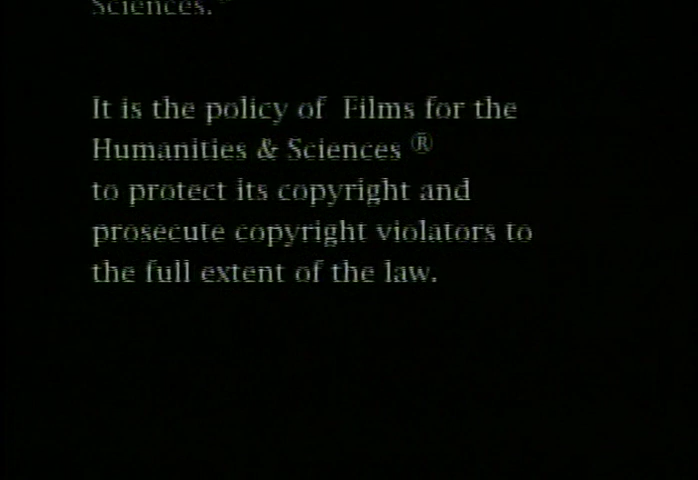 Sciences.®
It is the policy of Films for the
Humanities & Sciences ®
to protect its copyright and
prosecute copyright violators to
the full extent of the law.